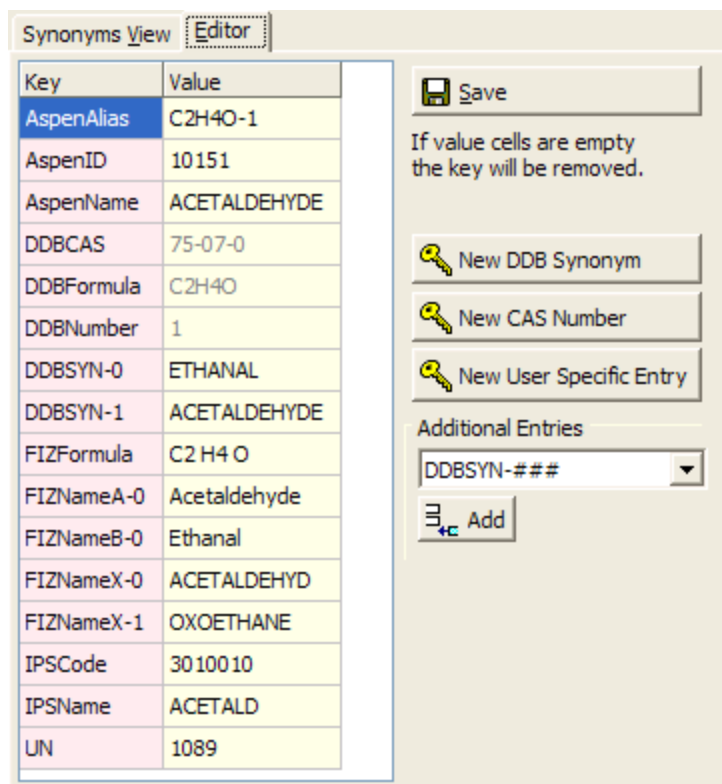 Synonyms View Editor
Key Value
AspenAlias C2H4O-1
AspenID 10151
AspenName ACETALDEHYDE
DDBCAS 75-07-0
DDBFormula C2H4O
DDBNumber 1
DDBSYN-0 ETHANAL
DDBSYN-1 ACETALDEHYDE
FIZFormula C2 H4 O
FIZNameA-0 Acetaldehyde
FIZNameB-0 Ethanal
FIZNameX-0 ACETALDEHYD
FIZNameX-1 OXOETHANE
IPSCode 3010010
IPSName ACETALD
UN 1089
Save
If value cells are empty
the key will be removed.
New DDB Synonym
New CAS Number
New User Specific Entry
Additional Entries
DDBSYN-###
Add